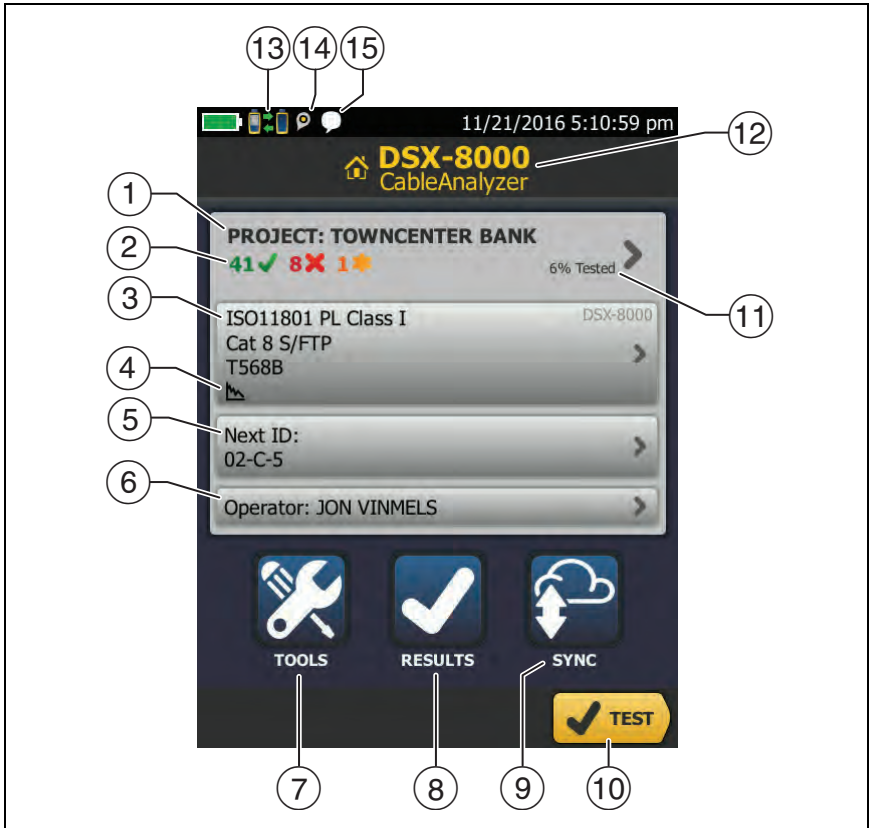 13 14 15
11/21/2016 5:10:59 pm
12
DSX-8000
CableAnalyzer
1
PROJECT: TOWNCENTER BANK
2
41 8 1
6% Tested
11
3
ISO11801 PL Class I
DSX-8000
Cat 8 S/FTP
T568B
4
5
Next ID:
02-C-5
6
Operator: JON VINMELS
TOOLS RESULTS SYNC
TEST
7 8 9 10